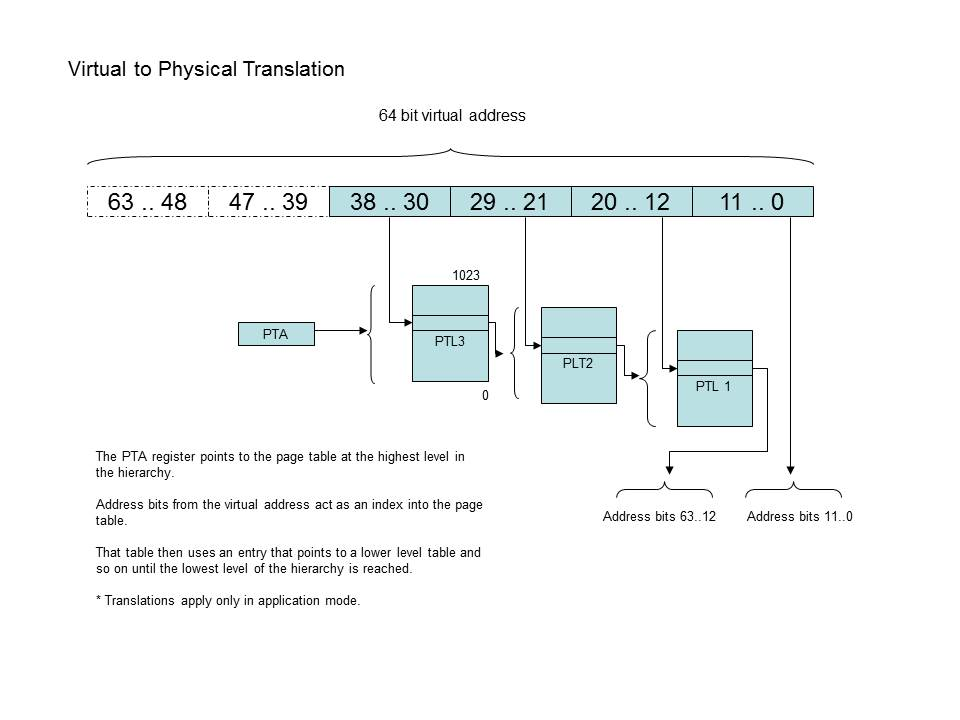 Virtual to Physical Translation
64 bit virtual address
63 .. 48 47 .. 39 38 .. 30 29 .. 21 20 .. 12 11 .. 0
1023
PTA
PTL3
PLT2
PTL 1
0
The PTA register points to the page table at the highest level in
the hierarchy.
Address bits from the virtual address act as an index into the page
table.
That table then uses an entry that points to a lower level table and
so on until the lowest level of the hierarchy is reached.
* Translations apply only in application mode.
Address bits 63..12 Address bits 11..0